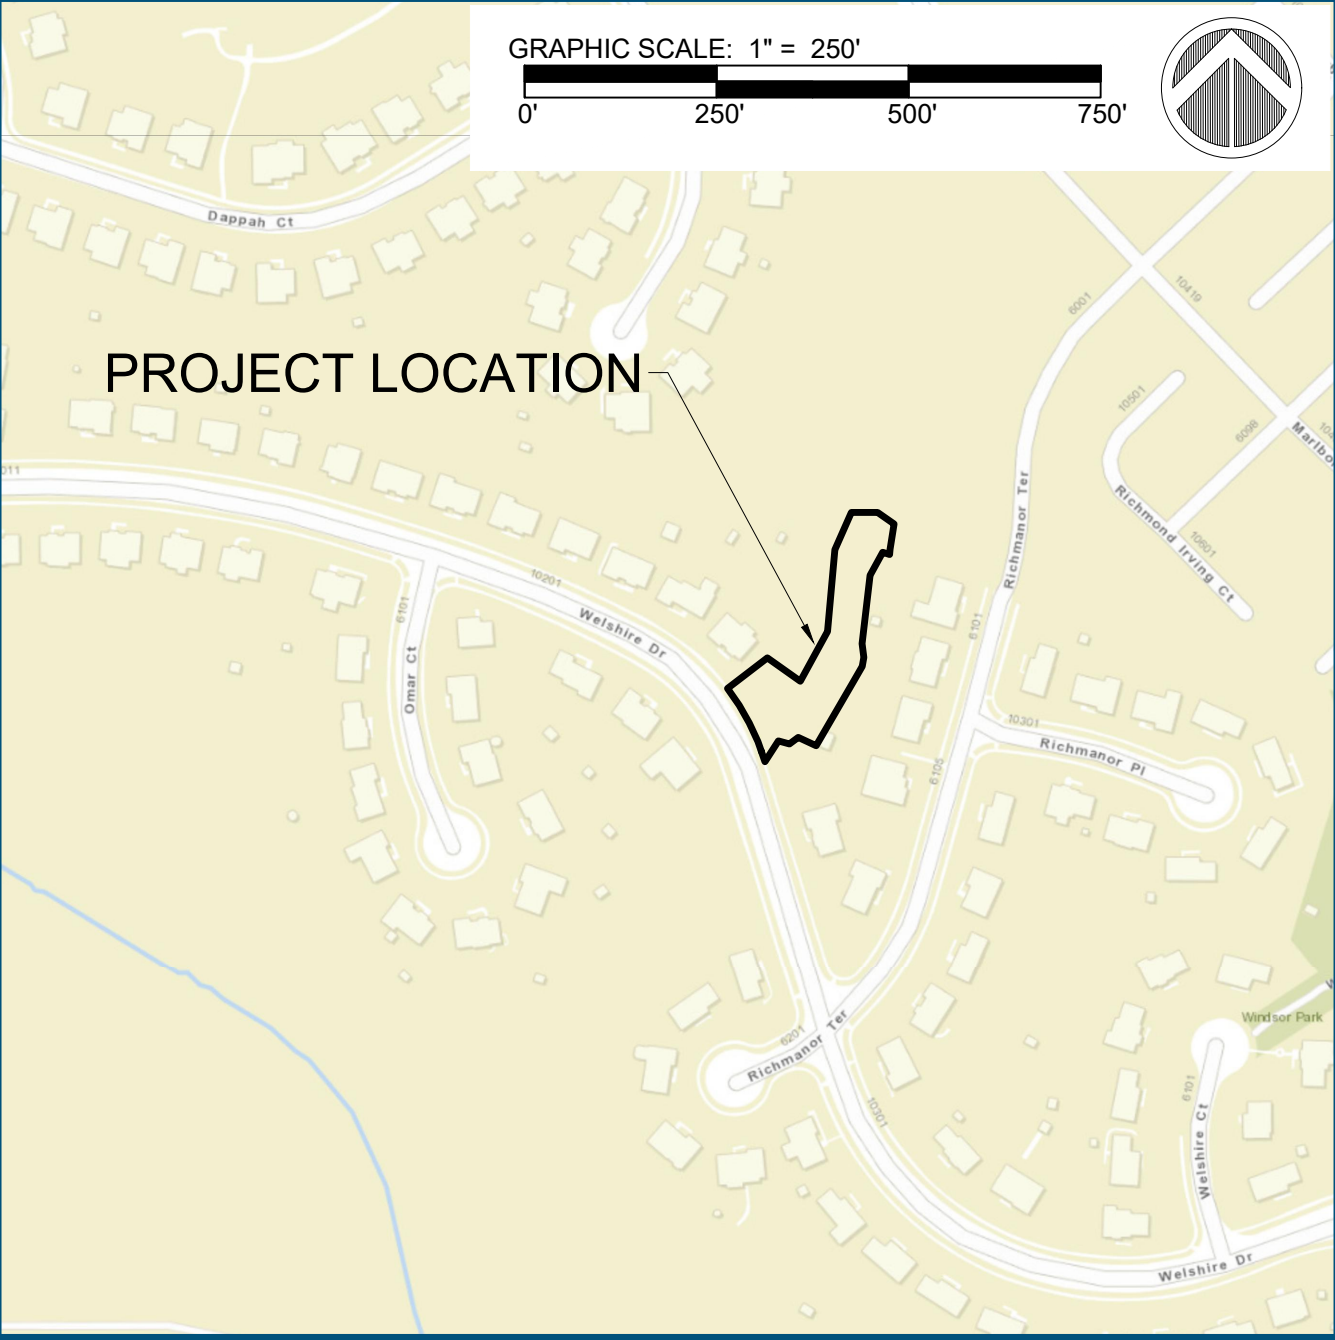 GRAPHIC SCALE: 1" = 250'
0' 250' 500' 750'
Dappah Ct
10419
6001
PROJECT LOCATION
10501
6098
Richmanor Ter
Richmond Irving Ct
10601
10201
Welshire Dr
6101
Omar Ct
6101
10301
Richmanor Pl
6105
Windsor Park
6201
Richmanor Ter
10301
6101
Welshire Ct
Welshire Dr